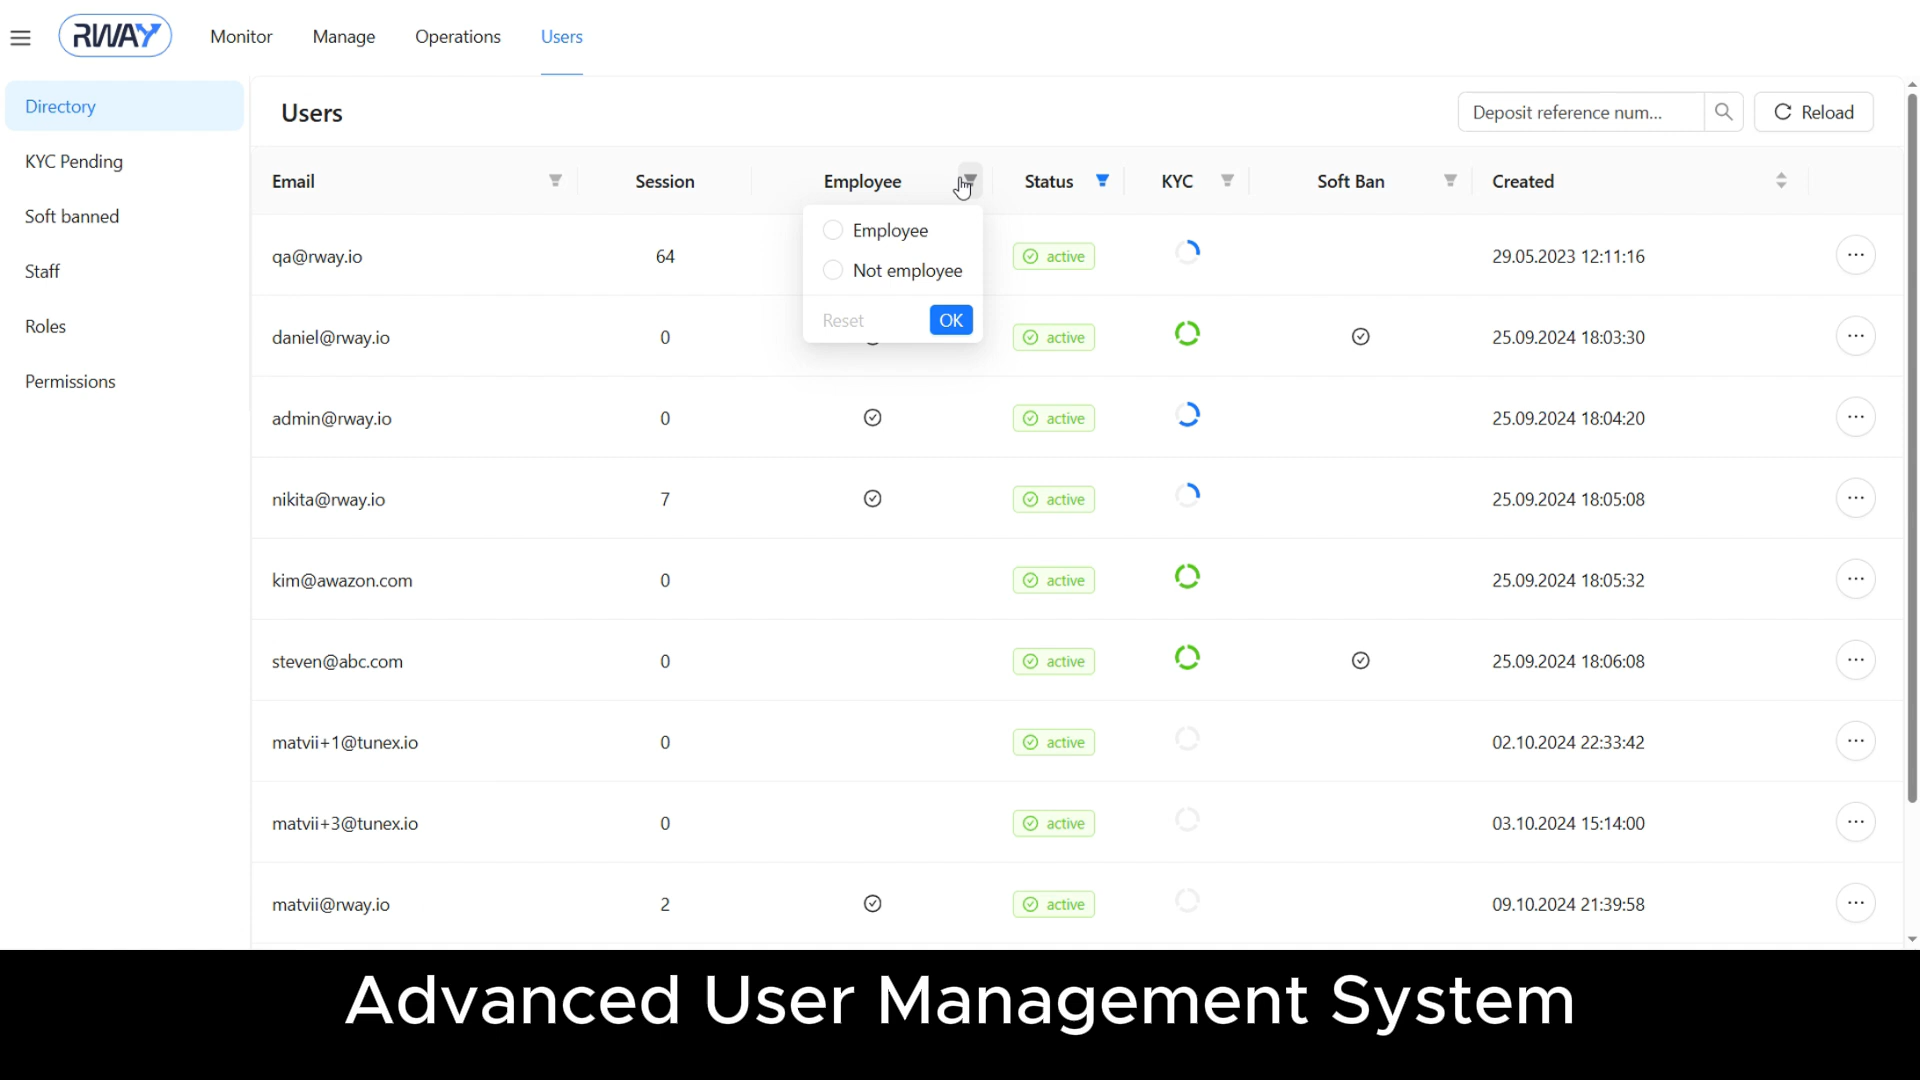 RWAY Monitor Manage Operations Users
Directory
KYC Pending
Soft banned
Staff
Roles
Permissions
Users Deposit reference num... Reload
Email Session Employee Status KYC Soft Ban Created
Employee
Not employee
Reset OK
qa@rway.io 64 active 29.05.2023 12:11:16
daniel@rway.io 0 active 25.09.2024 18:03:30
admin@rway.io 0 active 25.09.2024 18:04:20
nikita@rway.io 7 active 25.09.2024 18:05:08
kim@awazon.com 0 active 25.09.2024 18:05:32
steven@abc.com 0 active 25.09.2024 18:06:08
matvii+1@tunex.io 0 active 02.10.2024 22:33:42
matvii+3@tunex.io 0 active 03.10.2024 15:14:00
matvii@rway.io 2 active 09.10.2024 21:39:58
Advanced User Management System